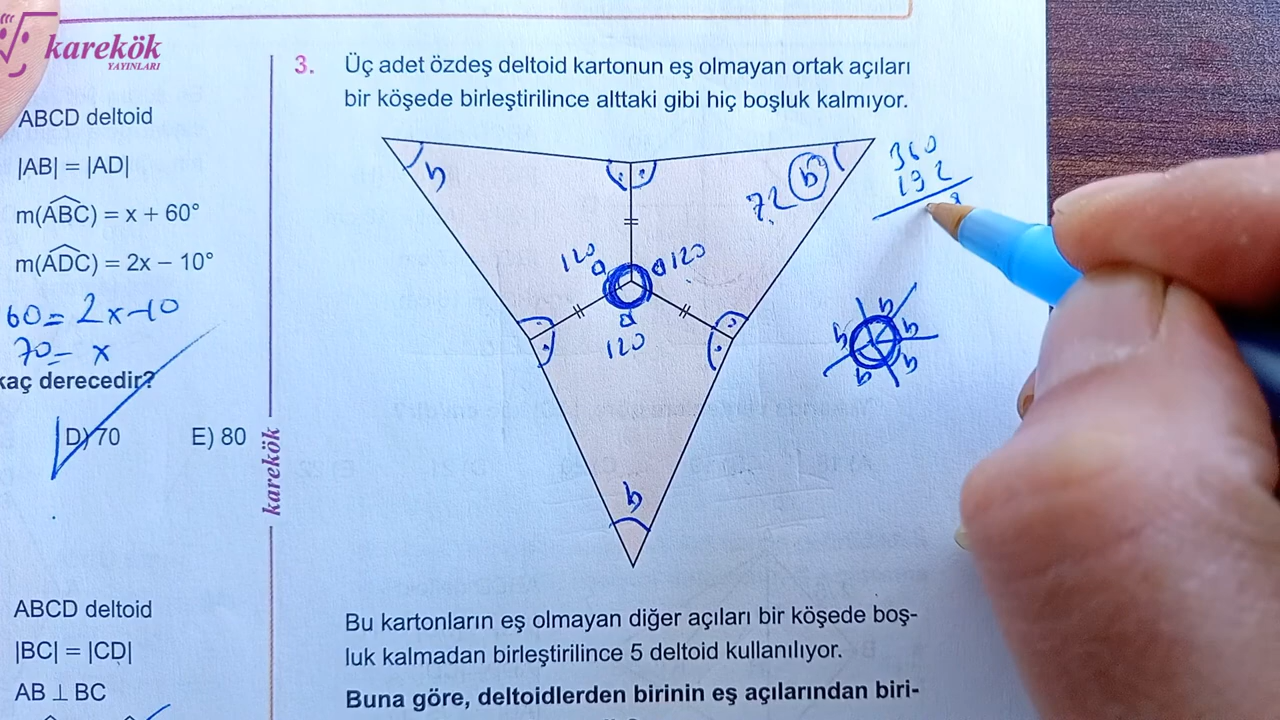 karekök
YAYINLARI
ABCD deltoid
|AB| = |AD|
m(ABC) = x + 60°
m(ADC) = 2x – 10°
60 = 2x-10
70 = x
kaç derecedir?
D) 70 E) 80
karekök
ABCD deltoid
|BC| = |CD|
AB ⊥ BC
3. Üç adet özdeş deltoid kartonun eş olmayan ortak açıları
bir köşede birleştirilince alttaki gibi hiç boşluk kalmıyor.
b
72 b
360
192
120 a a 120
a
120
b b b b b
b
Bu kartonların eş olmayan diğer açıları bir köşede boş-
luk kalmadan birleştirilince 5 deltoid kullanılıyor.
Buna göre, deltoidlerden birinin eş açılarından biri-